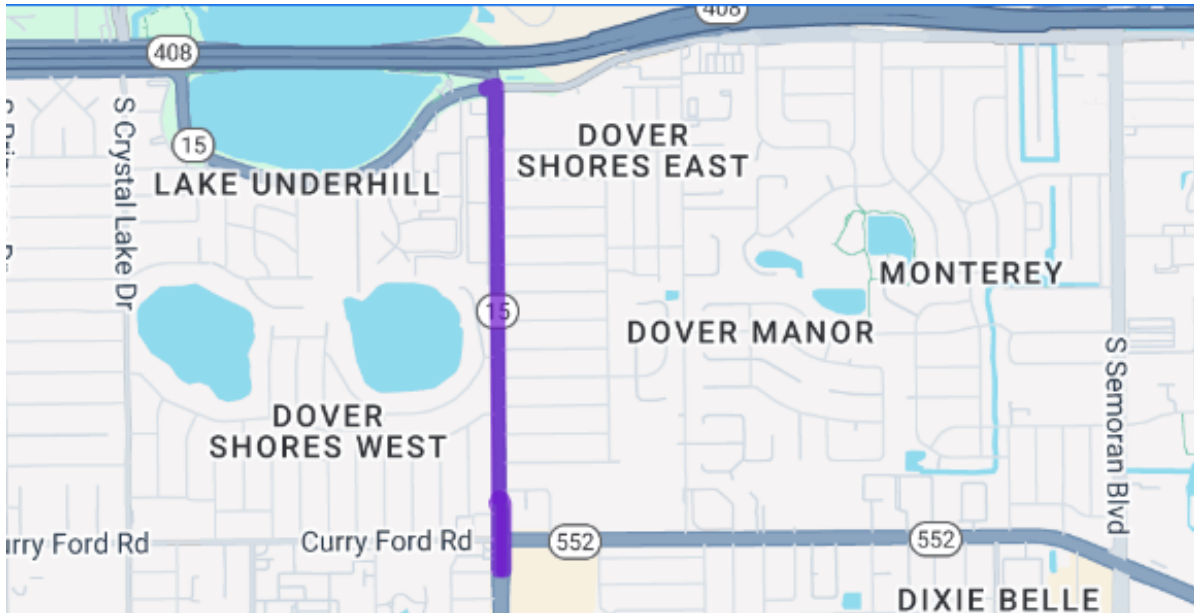 408
408
S Crystal Lake Dr
15
DOVER
SHORES EAST
LAKE UNDERHILL
MONTEREY
15
DOVER MANOR
S Semoran Blvd
DOVER
SHORES WEST
urry Ford Rd
Curry Ford Rd
552
552
DIXIE BELLE